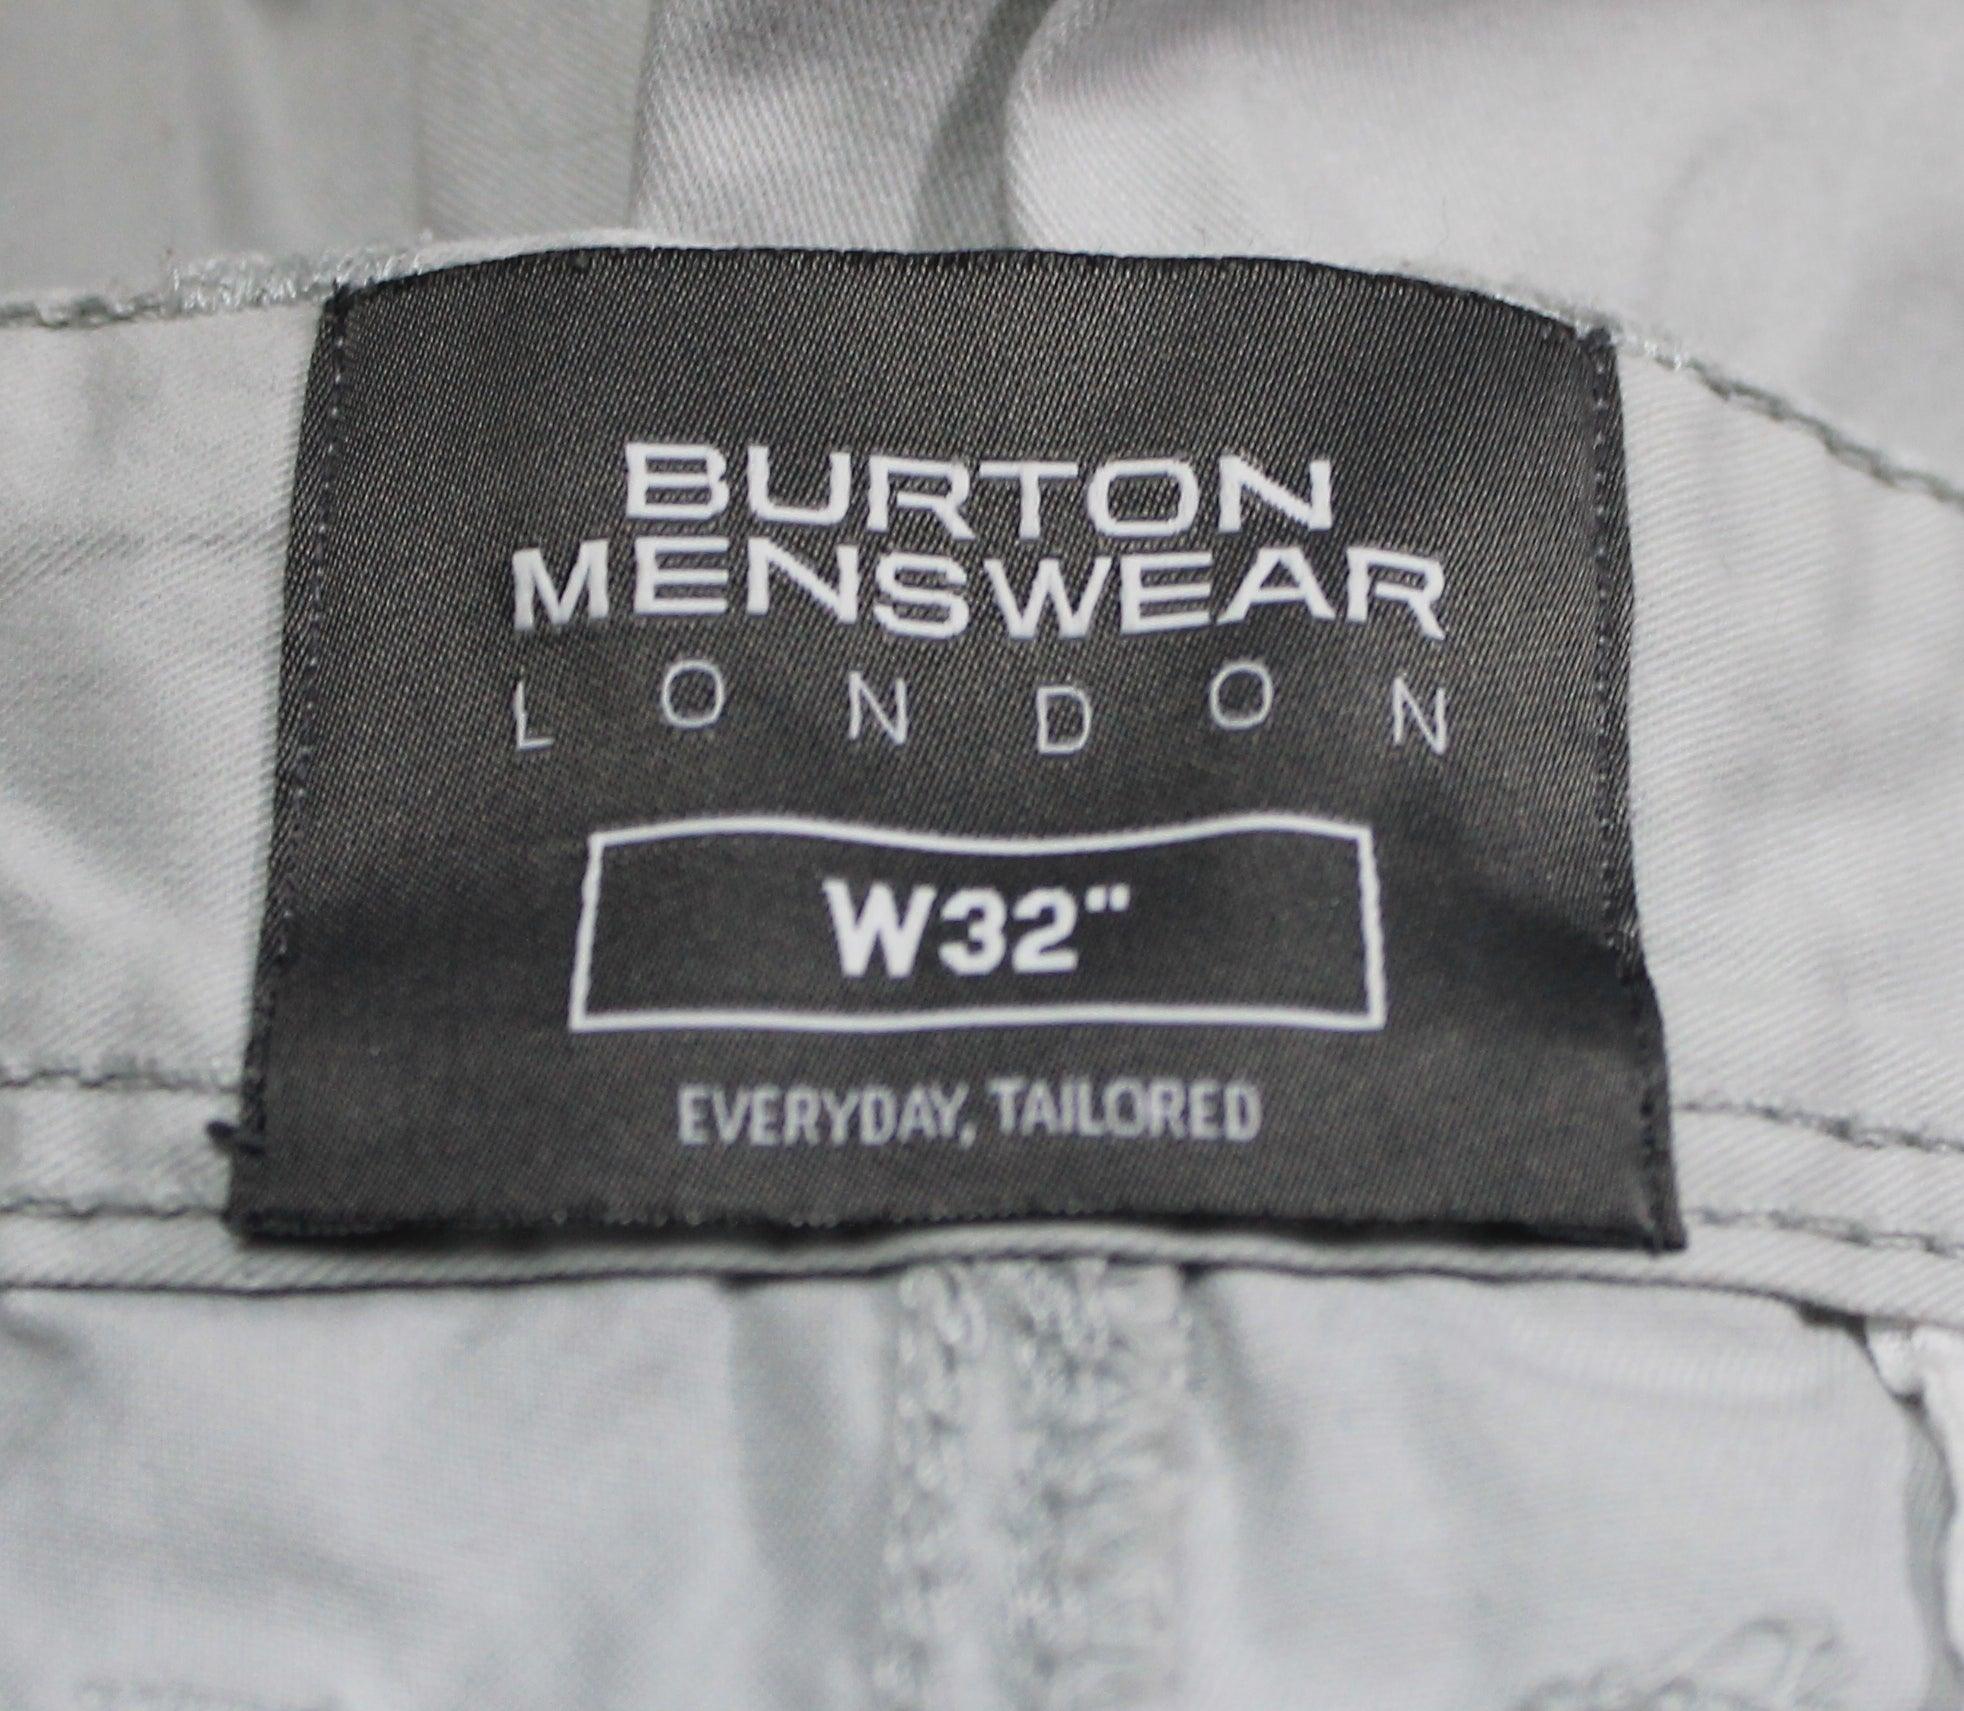 BURTON
MENSWEAR
LONDON
W32"
EVERYDAY, TAILORED